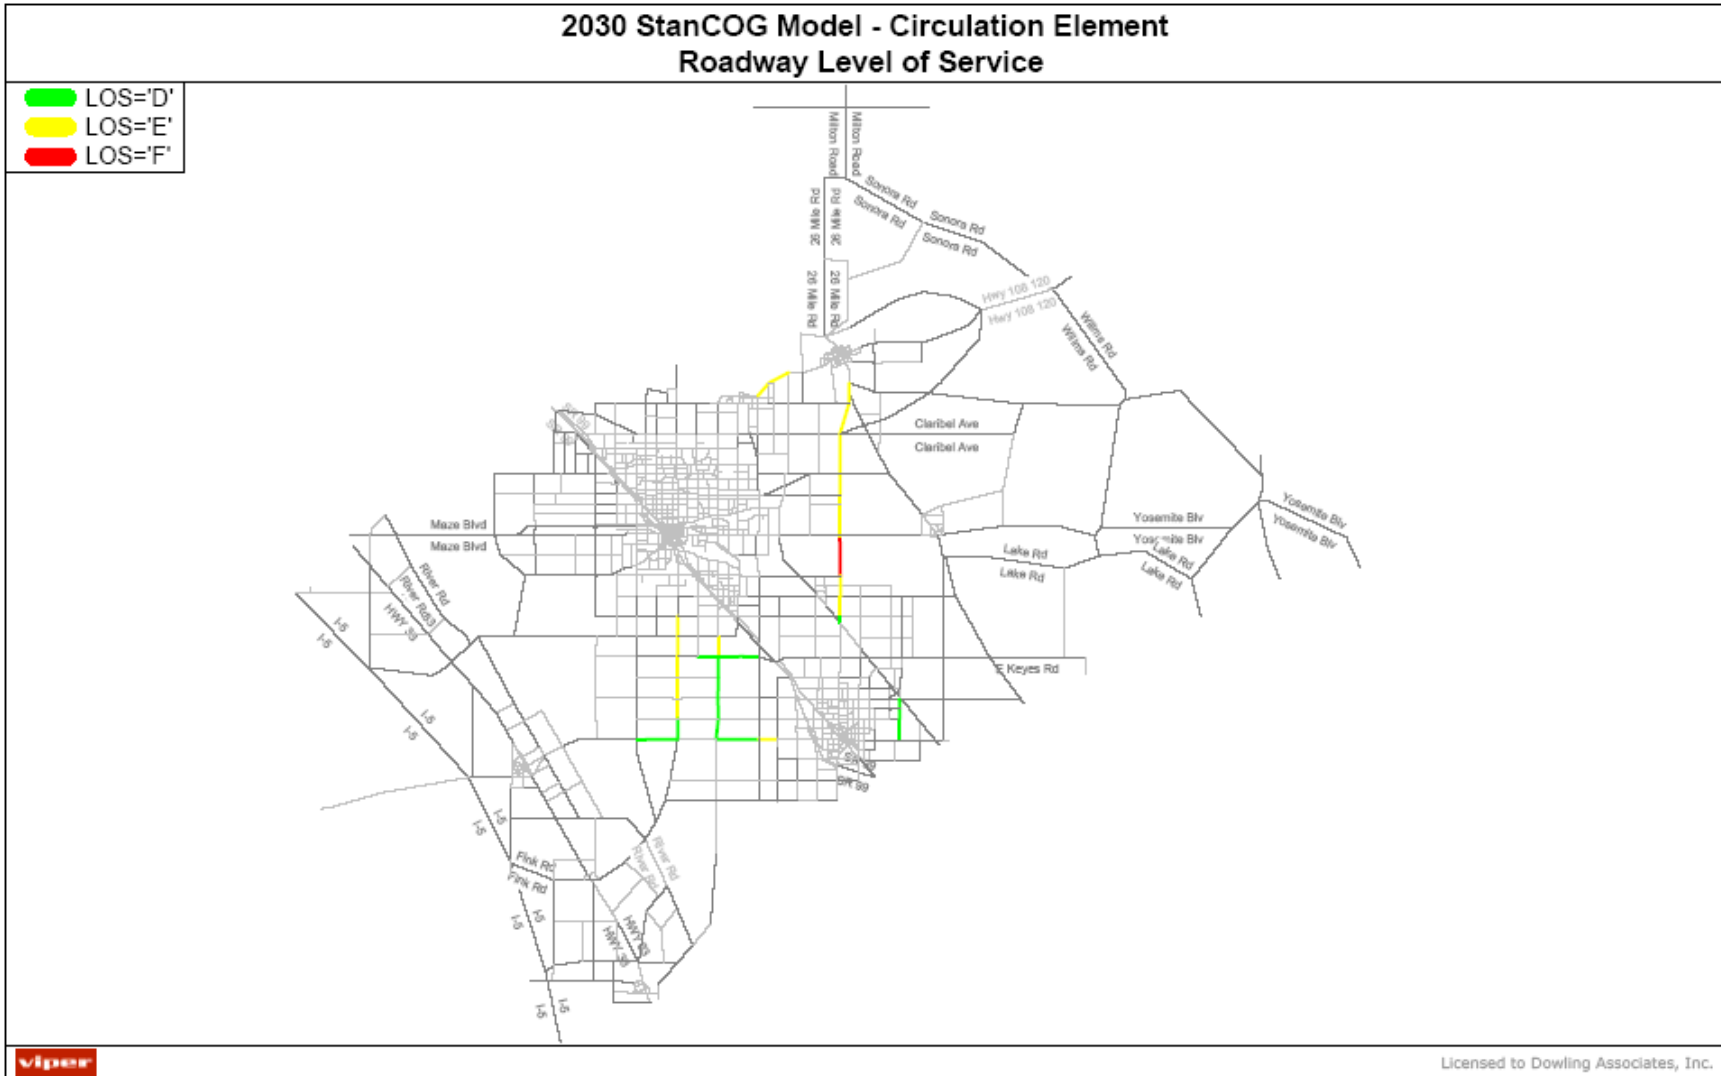 2030 StanCOG Model - Circulation Element
Roadway Level of Service
LOS='D'
LOS='E'
LOS='F'
Milton Road
Milton Road
Sonora Rd
Sonora Rd
Sonora Rd
Sonora Rd
26 Mile Rd
26 Mile Rd
26 Mile Rd
26 Mile Rd
Hwy 108 120
Hwy 108 120
Willms Rd
Willms Rd
Claribel Ave
Claribel Ave
Maze Blvd
Maze Blvd
Yosemite Blv
Yosemite Blv
Yosemite Blv
Lake Rd
Lake Rd
Lake Rd
Lake Rd
River Rd
River Rd
HWY 33
I-5
I-5
E Keyes Rd
I-5
I-5
SR 99
I-5
I-5
Fink Rd
Fink Rd
River Rd
River Rd
I-5
I-5
HWY 33
HWY 33
I-5
I-5
viper
Licensed to Dowling Associates, Inc.